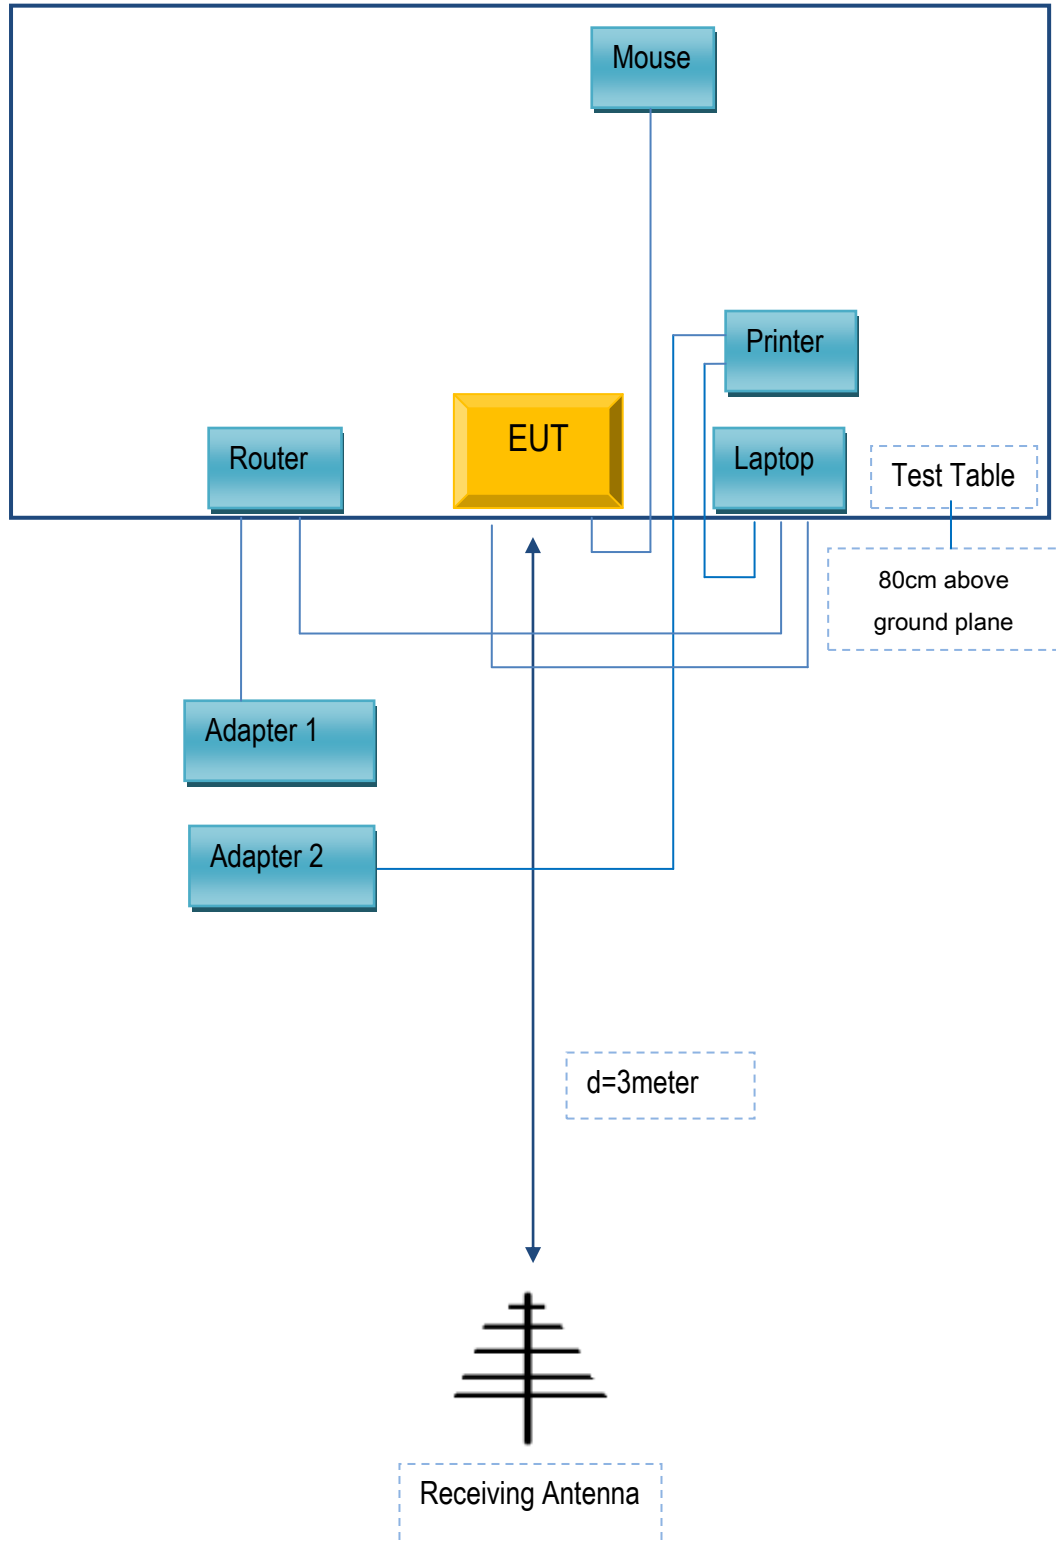 Mouse
Printer
EUT
Router
Laptop
Test Table
80cm above
ground plane
Adapter 1
Adapter 2
d=3meter
Receiving Antenna